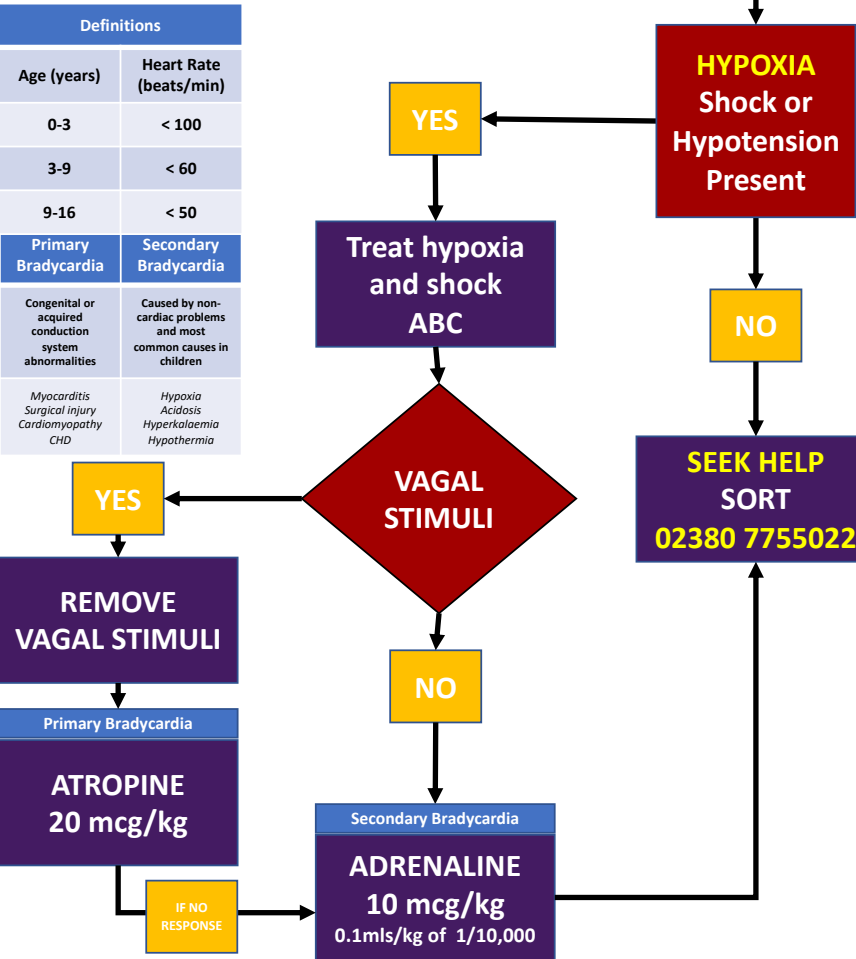 Definitions
Age (years)
Heart Rate
(beats/min)
0-3
< 100
3-9
< 60
9-16
< 50
Primary
Bradycardia
Secondary
Bradycardia
Congenital or
acquired
conduction
system
abnormalities
Caused by non-
cardiac problems
and most
common causes in
children
Myocarditis
Surgical injury
Cardiomyopathy
CHD
Hypoxia
Acidosis
Hyperkalaemia
Hypothermia
HYPOXIA
Shock or
Hypotension
Present
YES
Treat hypoxia
and shock
ABC
NO
SEEK HELP
SORT
02380 7755022
VAGAL
STIMULI
YES
REMOVE
VAGAL STIMULI
NO
Primary Bradycardia
ATROPINE
20 mcg/kg
IF NO
RESPONSE
Secondary Bradycardia
ADRENALINE
10 mcg/kg
0.1mls/kg of 1/10,000